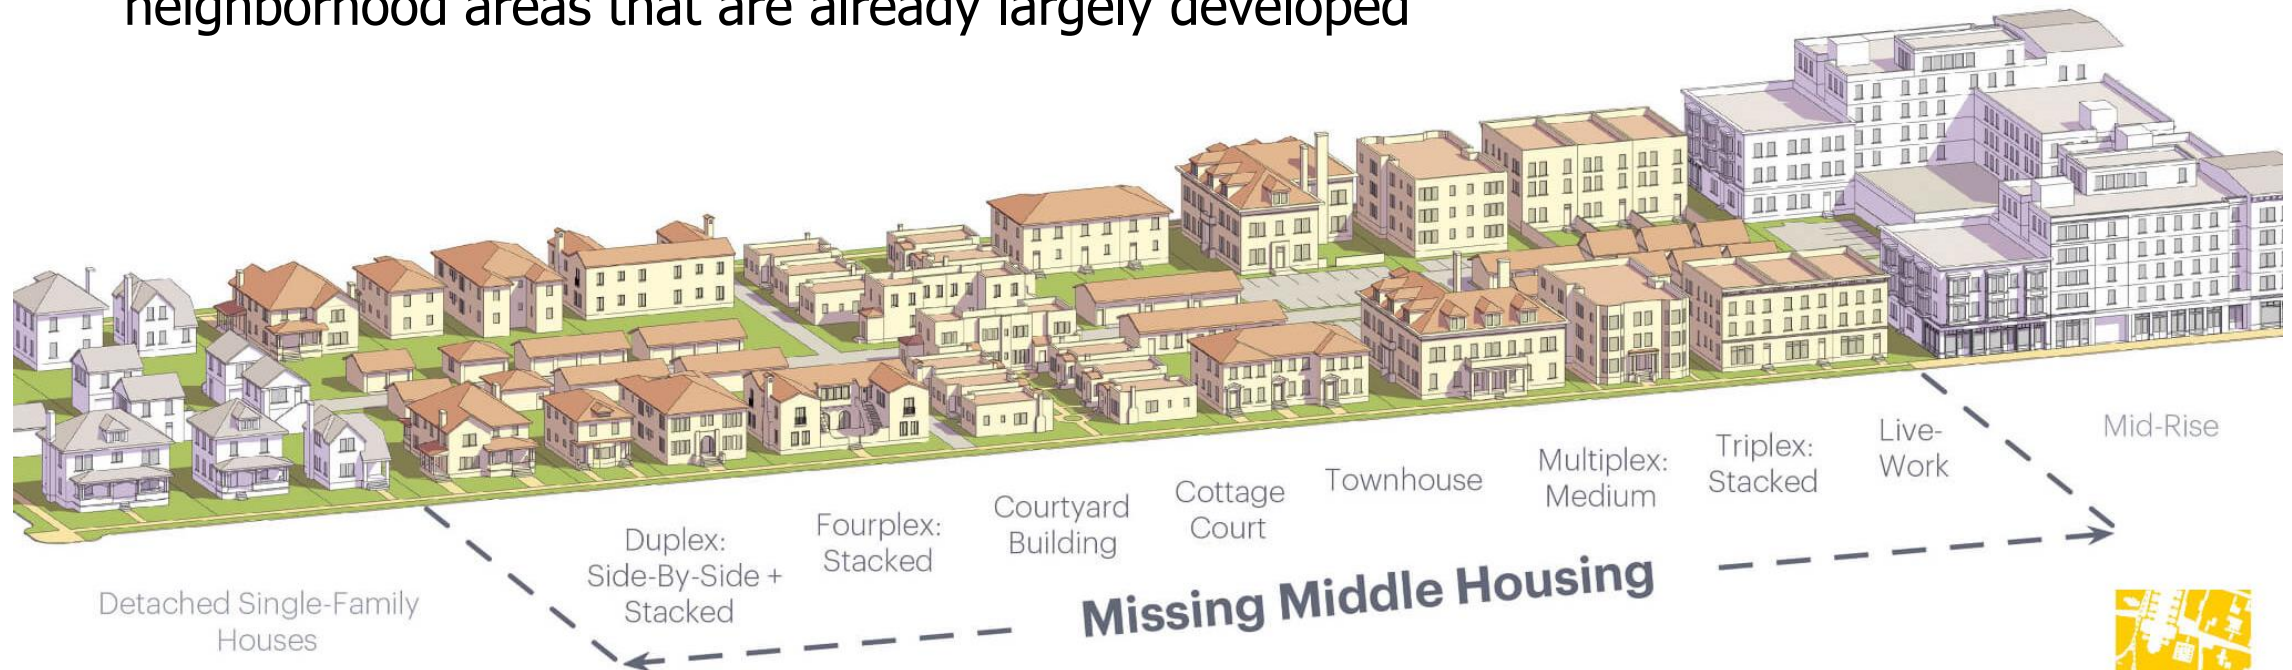 neighborhood areas that are already largely developed
Detached Single-Family
Houses
Duplex:
Side-By-Side +
Stacked
Fourplex:
Stacked
Courtyard
Building
Cottage
Court
Townhouse
Multiplex:
Medium
Triplex:
Stacked
Live-
Work
Mid-Rise
Missing Middle Housing